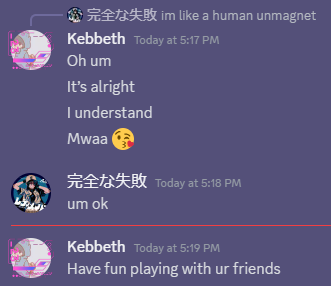 完全な失敗 im like a human unmagnet
Kebbeth Today at 5:17 PM
Oh um
It's alright
I understand
Mwaa 😘
完全な失敗 Today at 5:18 PM
um ok
Kebbeth Today at 5:19 PM
Have fun playing with ur friends